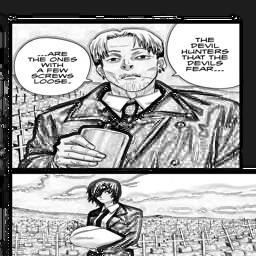 THE
DEVIL
HUNTERS
THAT THE
DEVILS
FEAR...
...ARE
THE ONES
WITH
A FEW
SCREWS
LOOSE.